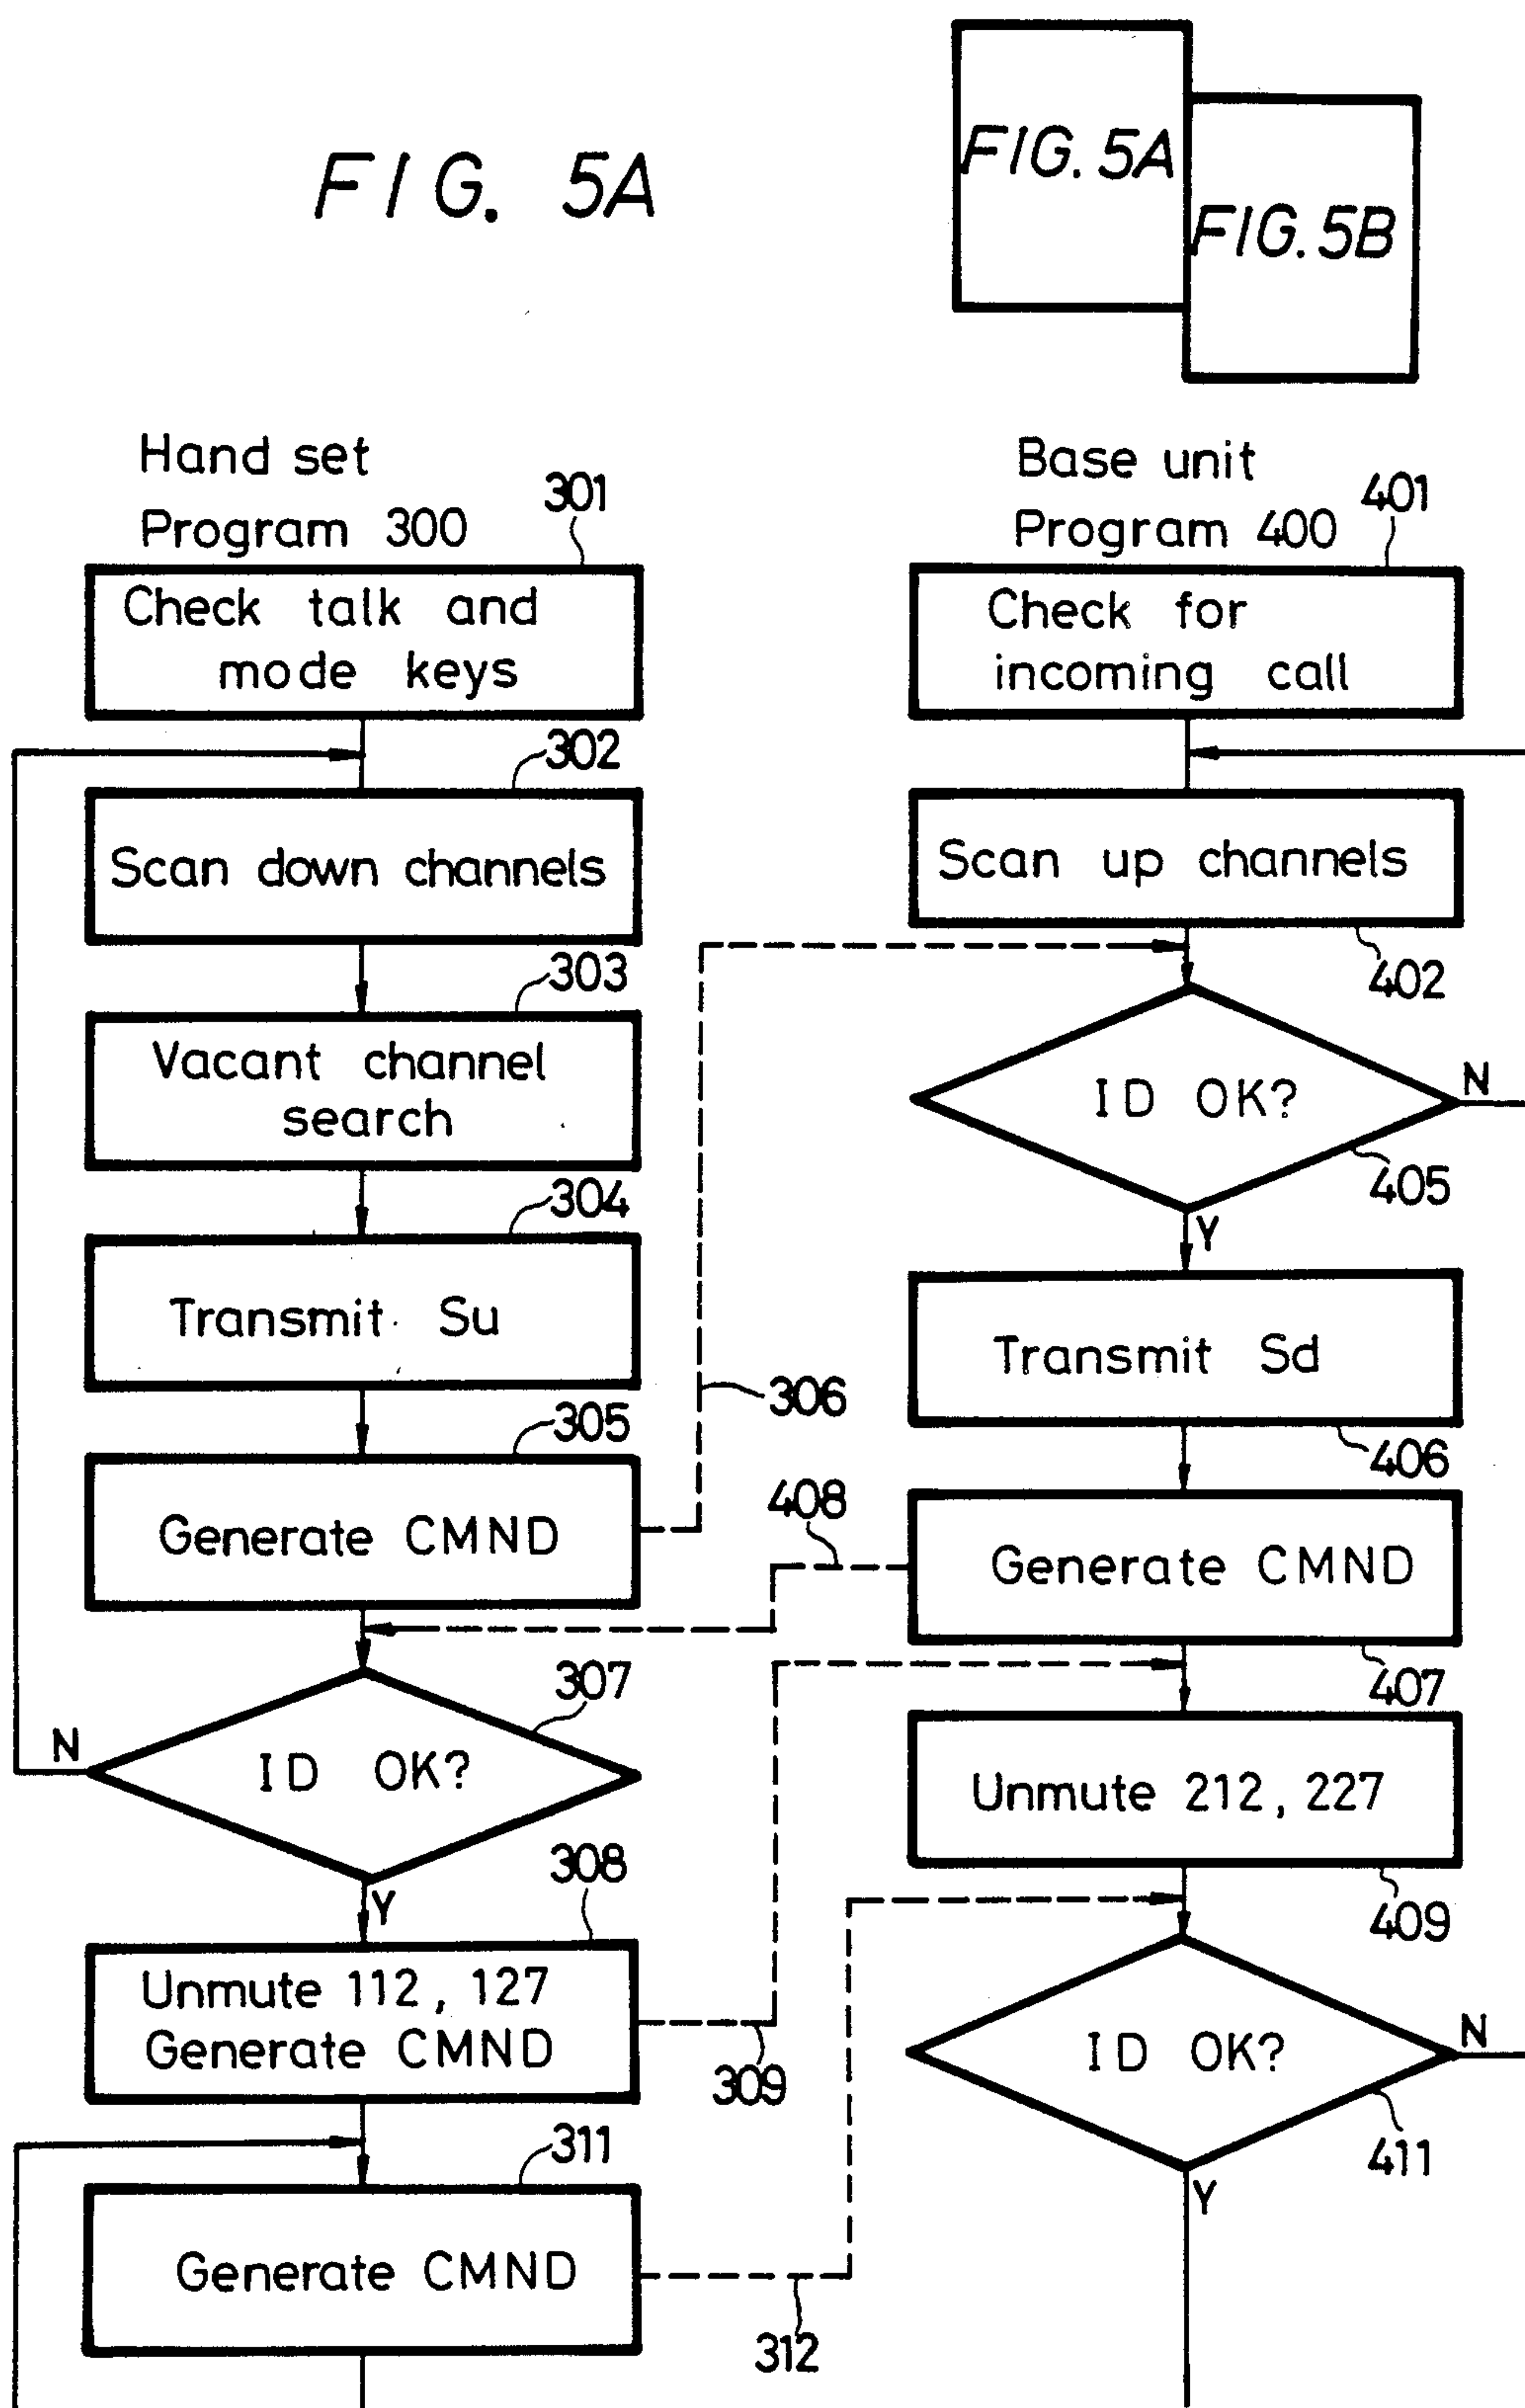 FIG. 5A
FIG. 5A
FIG. 5B
Hand set
Program 300
301
Check talk and
mode keys
302
Scan down channels
303
Vacant channel
search
304
Transmit Su
305
Generate CMND
306
307
ID OK?
N
Y
308
Unmute 112, 127
Generate CMND
309
311
Generate CMND
312
Base unit
Program 400
401
Check for
incoming call
Scan up channels
402
ID OK?
N
405
Y
Transmit Sd
406
408
Generate CMND
407
Unmute 212, 227
409
ID OK?
N
411
Y